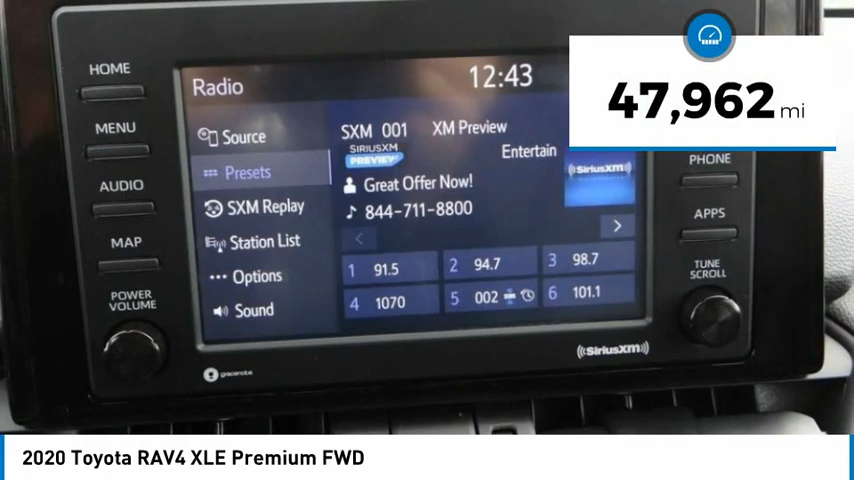 HOME
MENU
AUDIO
MAP
POWER
VOLUME
Radio
12:43
Source
Presets
SXM Replay
Station List
Options
Sound
SXM 001 XM Preview
SIRIUSXM
PREVIEW
Entertain
Great Offer Now!
844-711-8800
((SiriusXM))
1 91.5
2 94.7
3 98.7
4 1070
5 002
6 101.1
gracenote
((SiriusXM))
PHONE
APPS
TUNE
SCROLL
47,962 mi
2020 Toyota RAV4 XLE Premium FWD